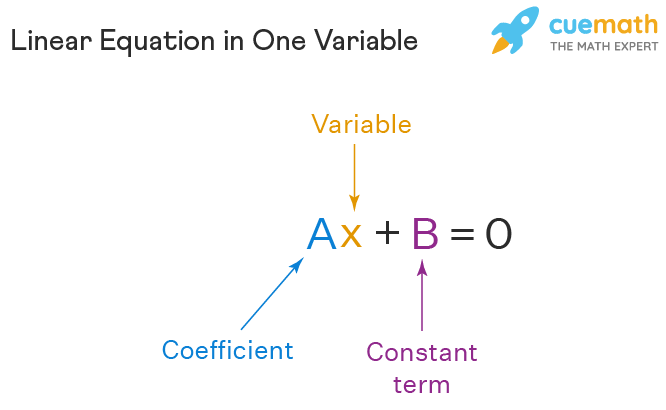 Linear Equation in One Variable
cuemath
THE MATH EXPERT
Variable
Ax + B = 0
Coefficient
Constant
term